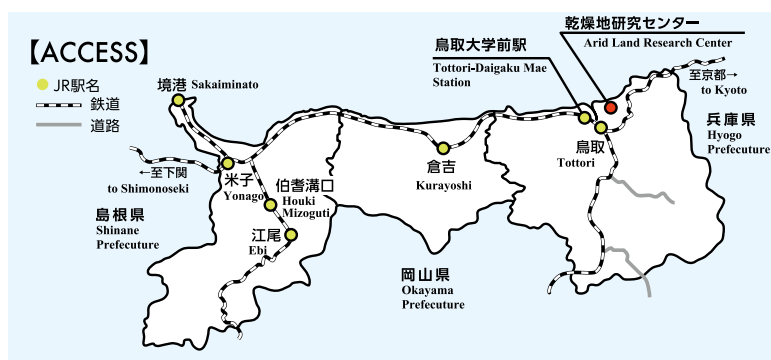 【ACCESS】
JR駅名
鉄道
道路
境港 Sakaiminato
鳥取大学前駅
Tottori-Daigaku Mae
Station
乾燥地研究センター
Arid Land Research Center
至京都→
to Kyoto
兵庫県
Hyogo
Prefecture
鳥取
Tottori
倉吉
Kurayoshi
←至下関
to Shimonoseki
米子
Yonago
伯耆溝口
Houki
Mizoguti
江尾
Ebi
島根県
Shinane
Prefecuture
岡山県
Okayama
Prefecuture